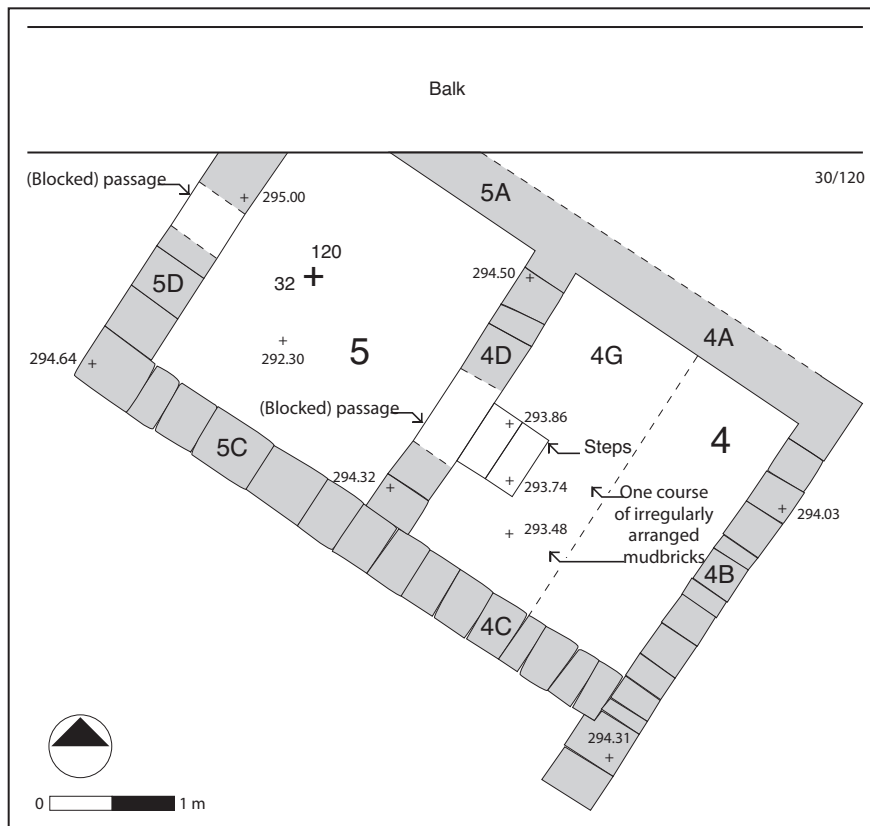 Balk
(Blocked) passage
30/120
5A
295.00
120
32
294.50
5D
4A
292.30
5
4D
4G
294.64
(Blocked) passage
293.86
4
5C
Steps
294.32
293.74
One course
of irregularly
arranged
mudbricks
293.48
294.03
4B
4C
294.31
0
1 m